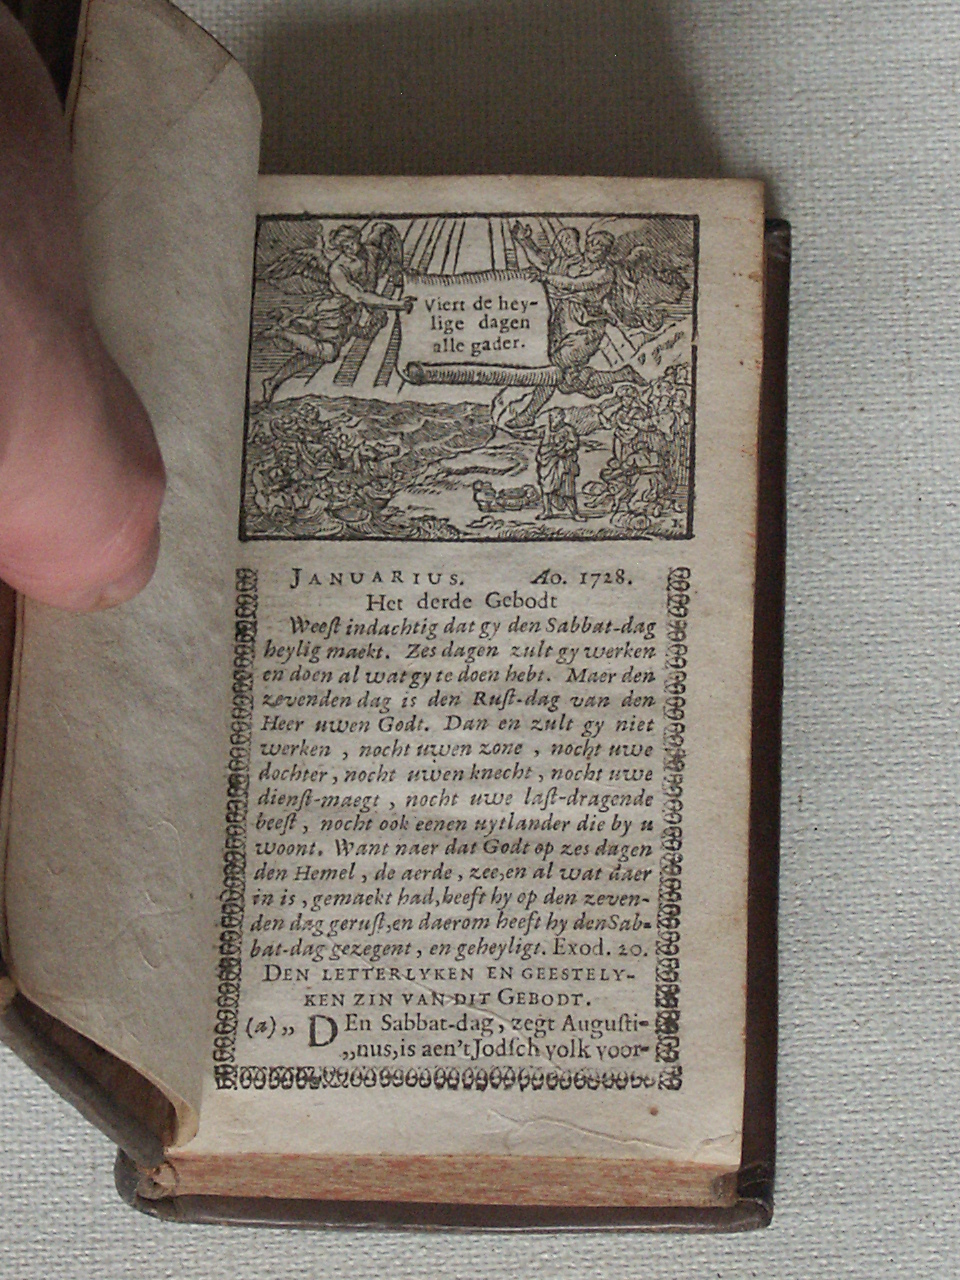 Viert de hey-
lige dagen
alle gader.
K
JANUARIUS. Ao. 1728.
Het derde Gebodt
Weeſt indachtig dat gy den Sabbat-dag
heylig maekt. Zes dagen zult gy werken
en doen al wat gy te doen hebt. Maer den
zevenden dag is den Ruſt-dag van den
Heer uwen Godt. Dan en zult gy niet
werken , nocht uwen zone , nocht uwe
dochter, nocht uwen knecht, nocht uwe
dienſt-maegt , nocht uwe laſt-dragende
beeſt , nocht ook eenen uytlander die by u
woont. Want naer dat Godt op zes dagen
den Hemel , de aerde , zee,en al wat daer
in is , gemaekt had,heeft hy op den zeven-
den dag geruſt,en daerom heeft hy den Sab-
bat-dag gezegent, en geheyligt. Exod. 20.
DEN LETTERLYKEN EN GEESTELY-
KEN ZIN VAN DIT GEBODT.
(a) ,, DEn Sabbat-dag, zegt Auguſti-
,,nus,is aen't Jodſch volk voor-